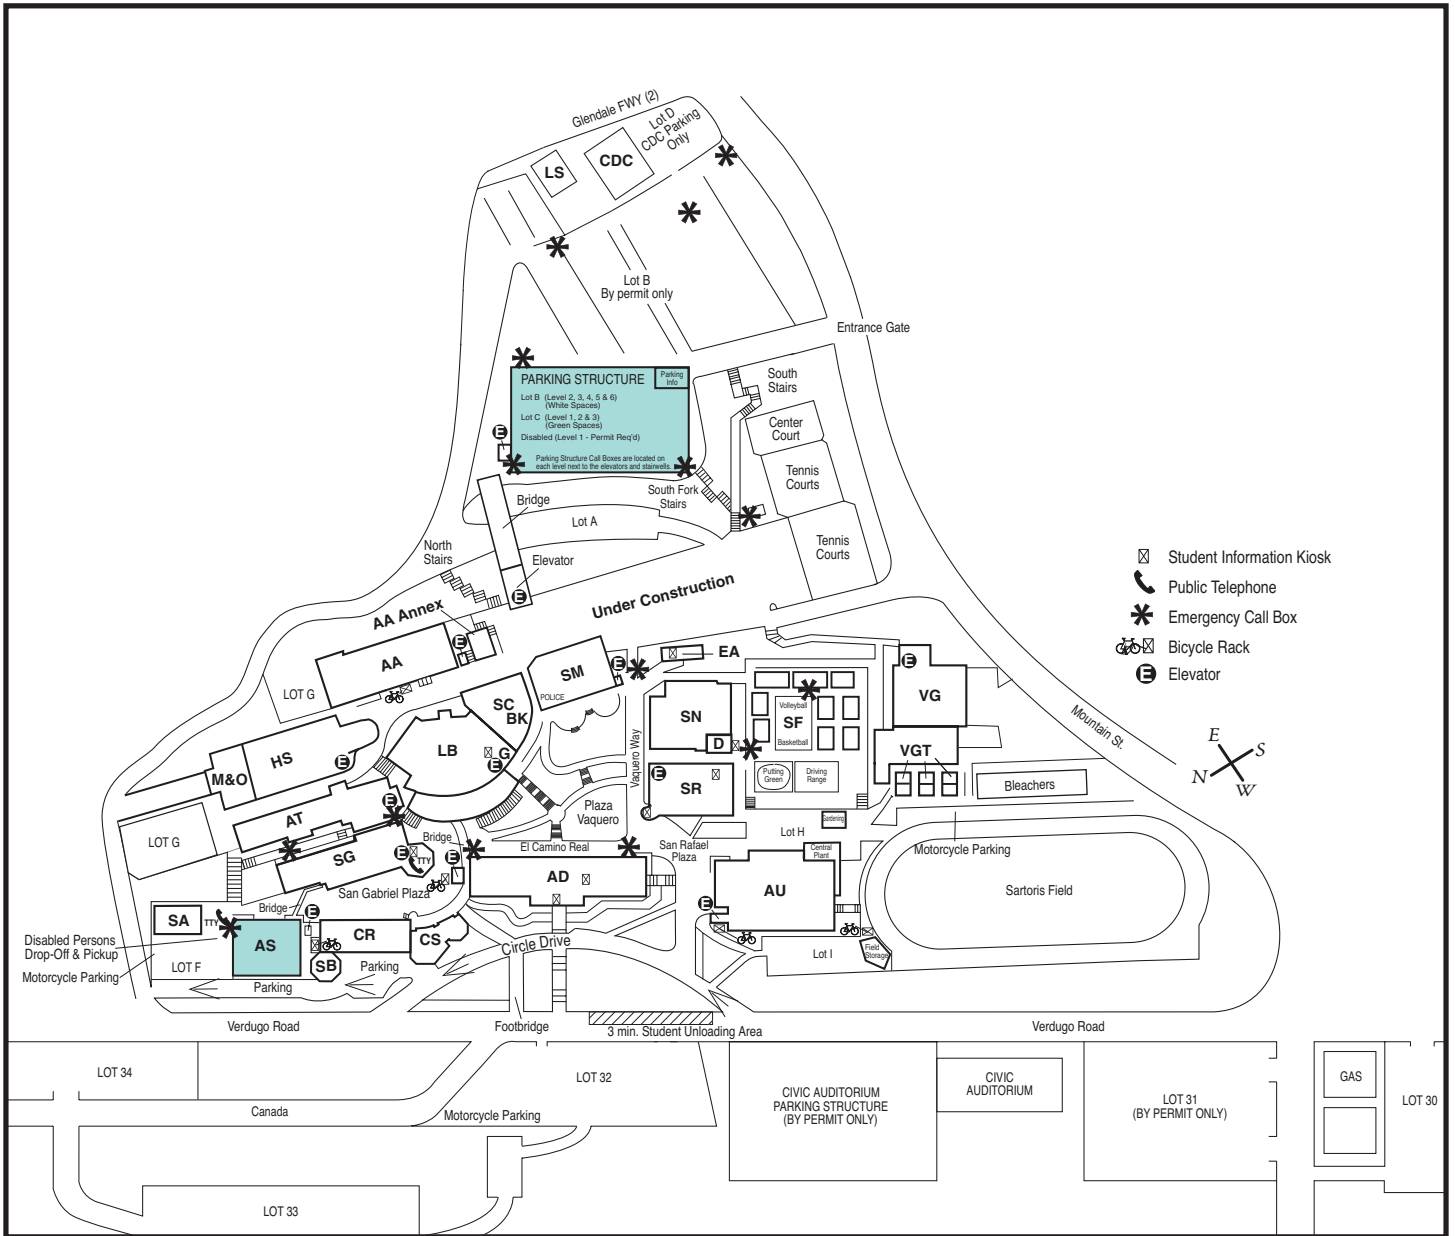 Glendale FWY (2)
Lot D
CDC Parking
Only
LS
CDC
Lot B
By permit only
Entrance Gate
PARKING STRUCTURE
Parking
Info
Lot B (Level 2, 3, 4, 5 & 6)
(White Spaces)
Lot C (Level 1, 2 & 3)
(Green Spaces)
Disabled (Level 1 - Permit Req'd)
Parking Structure Call Boxes are located on
each level next to the elevators and stairwells.
E
South
Stairs
Center
Court
Tennis
Courts
South Fork
Stairs
Bridge
Lot A
Tennis
Courts
North
Stairs
Elevator
E
Under Construction
Student Information Kiosk
Public Telephone
Emergency Call Box
Bicycle Rack
E Elevator
AA Annex
E
AA
LOT G
SM
E
POLICE
EA
E
VG
SC
BK
LB
G
E
SN
D
Volleyball
SF
Basketball
VGT
Mountain St.
E
S
N
W
HS
E
M&O
Vaquero Way
E
SR
Putting
Green
Driving
Range
Bleachers
AT
E
LOT G
Plaza
Vaquero
Gardening
Lot H
Bridge
El Camino Real
San Rafael
Plaza
Central
Plant
Motorcycle Parking
SG
E
TTY
E
San Gabriel Plaza
AD
AU
E
Sartoris Field
Bridge
SA
TTY
E
Disabled Persons
Drop-Off & Pickup
Motorcycle Parking
AS
CR
CS
SB
LOT F
Parking
Parking
Circle Drive
Lot I
Field
Storage
Verdugo Road
Footbridge
3 min. Student Unloading Area
Verdugo Road
LOT 34
LOT 32
CIVIC AUDITORIUM
PARKING STRUCTURE
(BY PERMIT ONLY)
CIVIC
AUDITORIUM
LOT 31
(BY PERMIT ONLY)
GAS
LOT 30
Canada
Motorcycle Parking
LOT 33